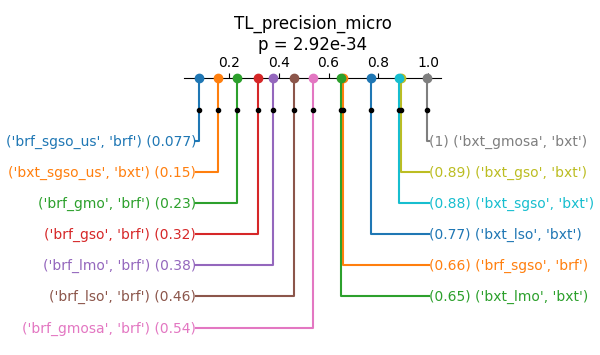 TL_precision_micro
p = 2.92e-34
0.2 0.4 0.6 0.8 1.0
('brf_sgso_us', 'brf') (0.077)
(1) ('bxt_gmosa', 'bxt')
('bxt_sgso_us', 'bxt') (0.15)
(0.89) ('bxt_gso', 'bxt')
('brf_gmo', 'brf') (0.23)
(0.88) ('bxt_sgso', 'bxt')
('brf_gso', 'brf') (0.32)
(0.77) ('bxt_lso', 'bxt')
('brf_lmo', 'brf') (0.38)
(0.66) ('brf_sgso', 'brf')
('brf_lso', 'brf') (0.46)
(0.65) ('bxt_lmo', 'bxt')
('brf_gmosa', 'brf') (0.54)